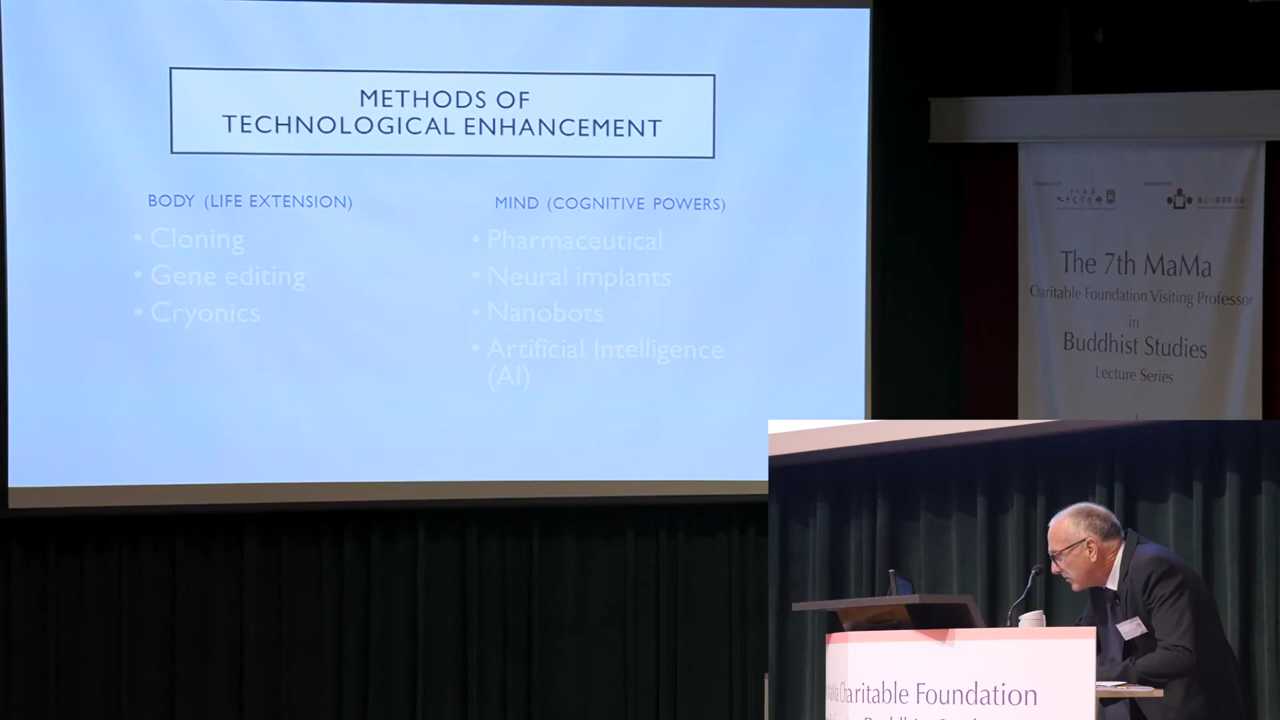 METHODS OF
TECHNOLOGICAL ENHANCEMENT
BODY (LIFE EXTENSION)
• Cloning
• Gene editing
• Cryonics
MIND (COGNITIVE POWERS)
• Pharmaceutical
• Neural implants
• Nanobots
• Artificial Intelligence
(AI)
The 7th MaMa
Charitable Foundation Visiting Professor
in
Buddhist Studies
Lecture Series
Charitable Foundation